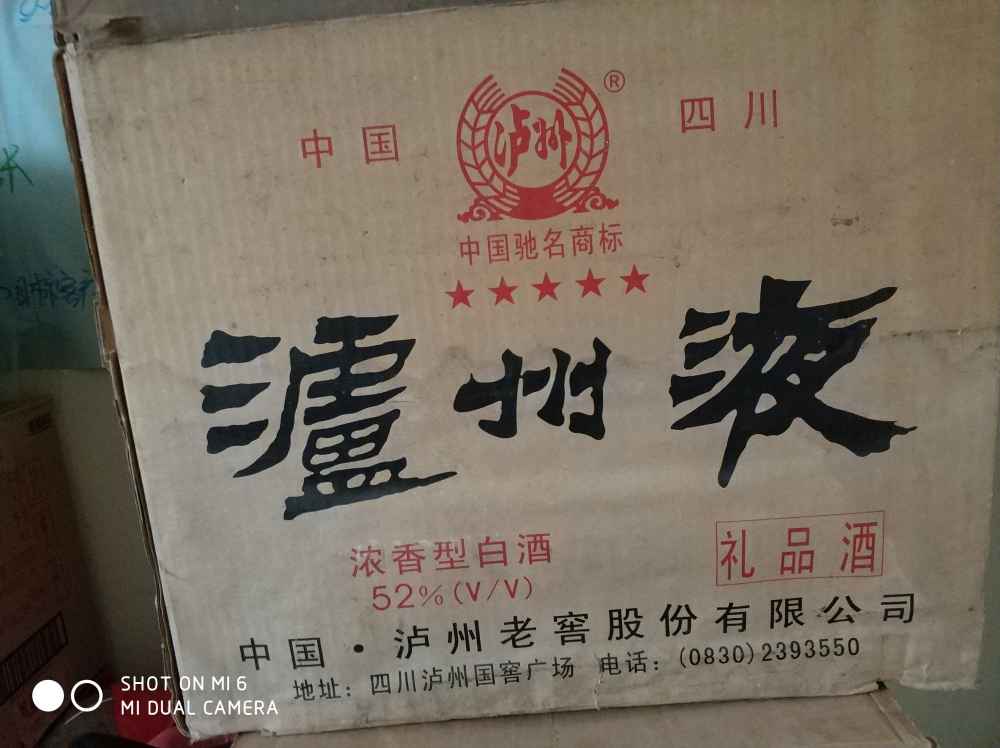 中国
泸州
®
四川
中国驰名商标
瀘州液
浓香型白酒
52%(V/V)
礼品酒
中国·泸州老窖股份有限公司
地址：四川泸州国窖广场 电话：(0830)2393550
SHOT ON MI 6
MI DUAL CAMERA